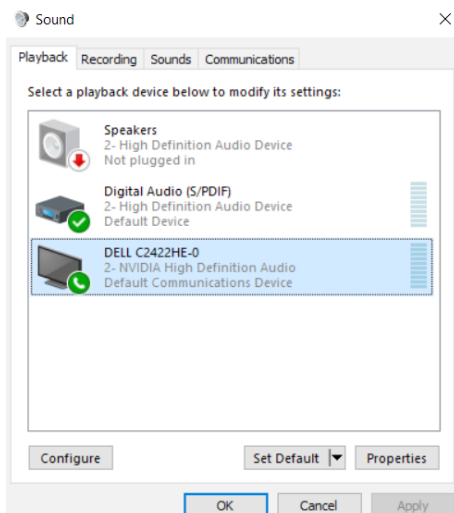 Sound
Playback Recording Sounds Communications
Select a playback device below to modify its settings:
Speakers
2- High Definition Audio Device
Not plugged in
Digital Audio (S/PDIF)
2- High Definition Audio Device
Default Device
DELL C2422HE-0
2- NVIDIA High Definition Audio
Default Communications Device
Configure Set Default Properties
OK Cancel Apply